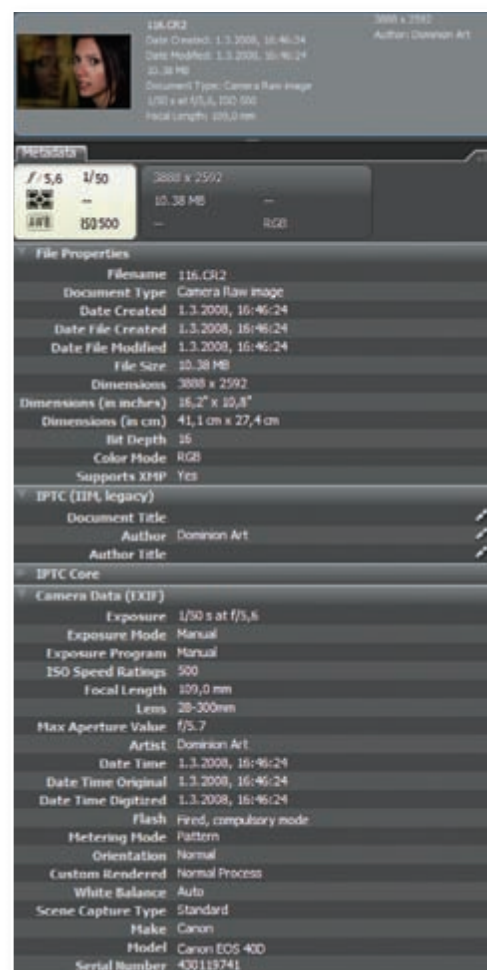 116.CR2
3888 x 2592
Date Created: 1.3.2008, 16:46:24
Author: Dominion Art
Date Modified: 1.3.2008, 16:46:24
10.38 MB
Document Type: Camera Raw image
1/50 s at f/5,6, ISO 500
Focal Length: 109,0 mm
Metadata
f/5,6 1/50
3888 x 2592
--
10.38 MB --
AWB ISO500
-- RGB
File Properties
Filename 116.CR2
Document Type Camera Raw image
Date Created 1.3.2008, 16:46:24
Date File Created 1.3.2008, 16:46:24
Date File Modified 1.3.2008, 16:46:24
File Size 10.38 MB
Dimensions 3888 x 2592
Dimensions (in inches) 16,2" x 10,8"
Dimensions (in cm) 41,1 cm x 27,4 cm
Bit Depth 16
Color Mode RGB
Supports XMP Yes
IPTC (IIM, legacy)
Document Title
Author Dominion Art
Author Title
IPTC Core
Camera Data (EXIF)
Exposure 1/50 s at f/5,6
Exposure Mode Manual
Exposure Program Manual
ISO Speed Ratings 500
Focal Length 109,0 mm
Lens 28-300mm
Max Aperture Value f/5.7
Artist Dominion Art
Date Time 1.3.2008, 16:46:24
Date Time Original 1.3.2008, 16:46:24
Date Time Digitized 1.3.2008, 16:46:24
Flash Fired, compulsory mode
Metering Mode Pattern
Orientation Normal
Custom Rendered Normal Process
White Balance Auto
Scene Capture Type Standard
Make Canon
Model Canon EOS 40D
Serial Number 430119741